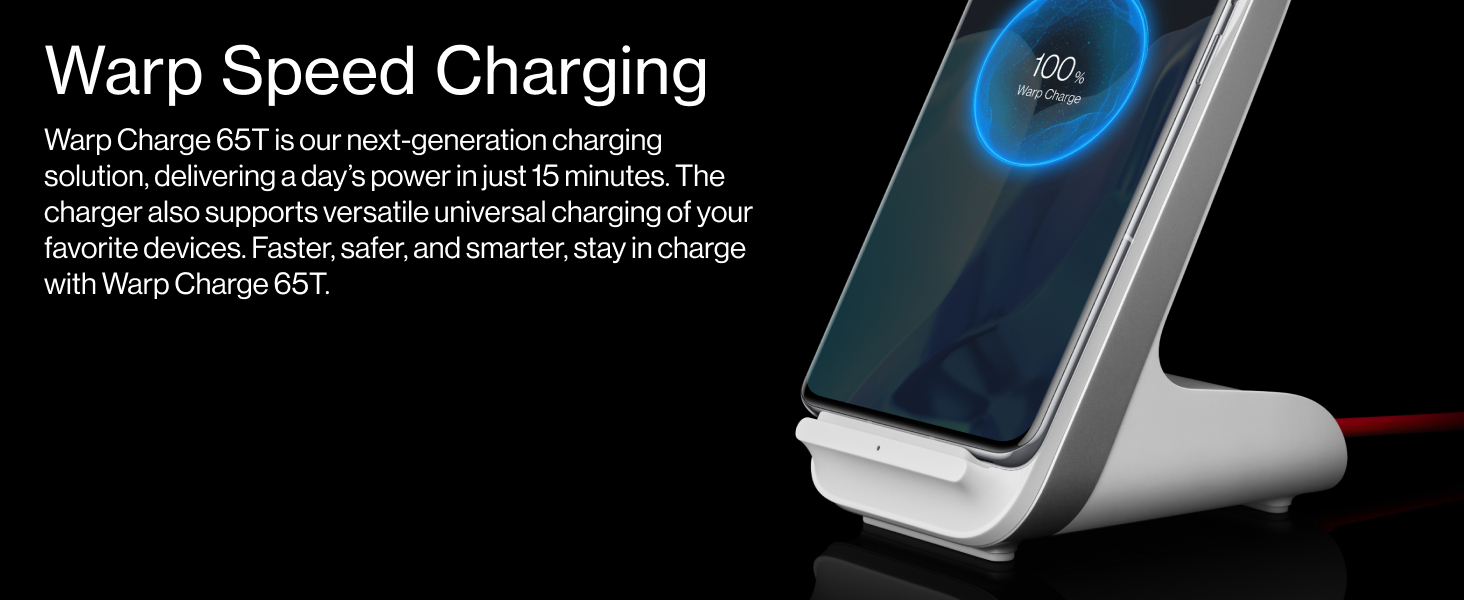 Warp Speed Charging
Warp Charge 65T is our next-generation charging
solution, delivering a day’s power in just 15 minutes. The
charger also supports versatile universal charging of your
favorite devices. Faster, safer, and smarter, stay in charge
with Warp Charge 65T.
100%
Warp Charge